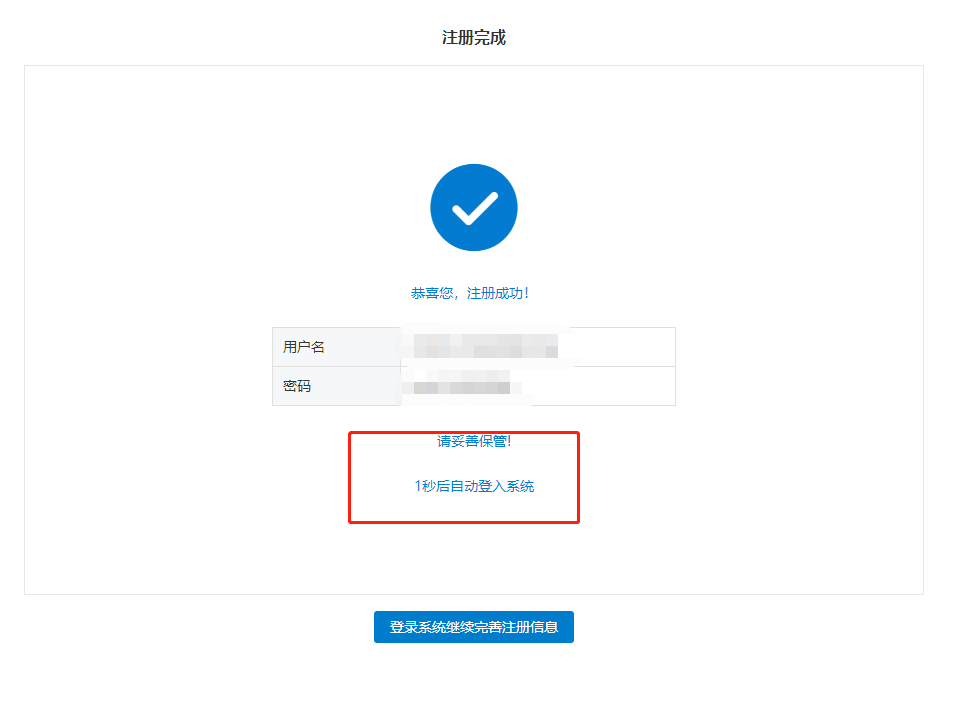 注册完成
恭喜您，注册成功！
用户名
密码
请妥善保管!
1秒后自动登入系统
登录系统继续完善注册信息